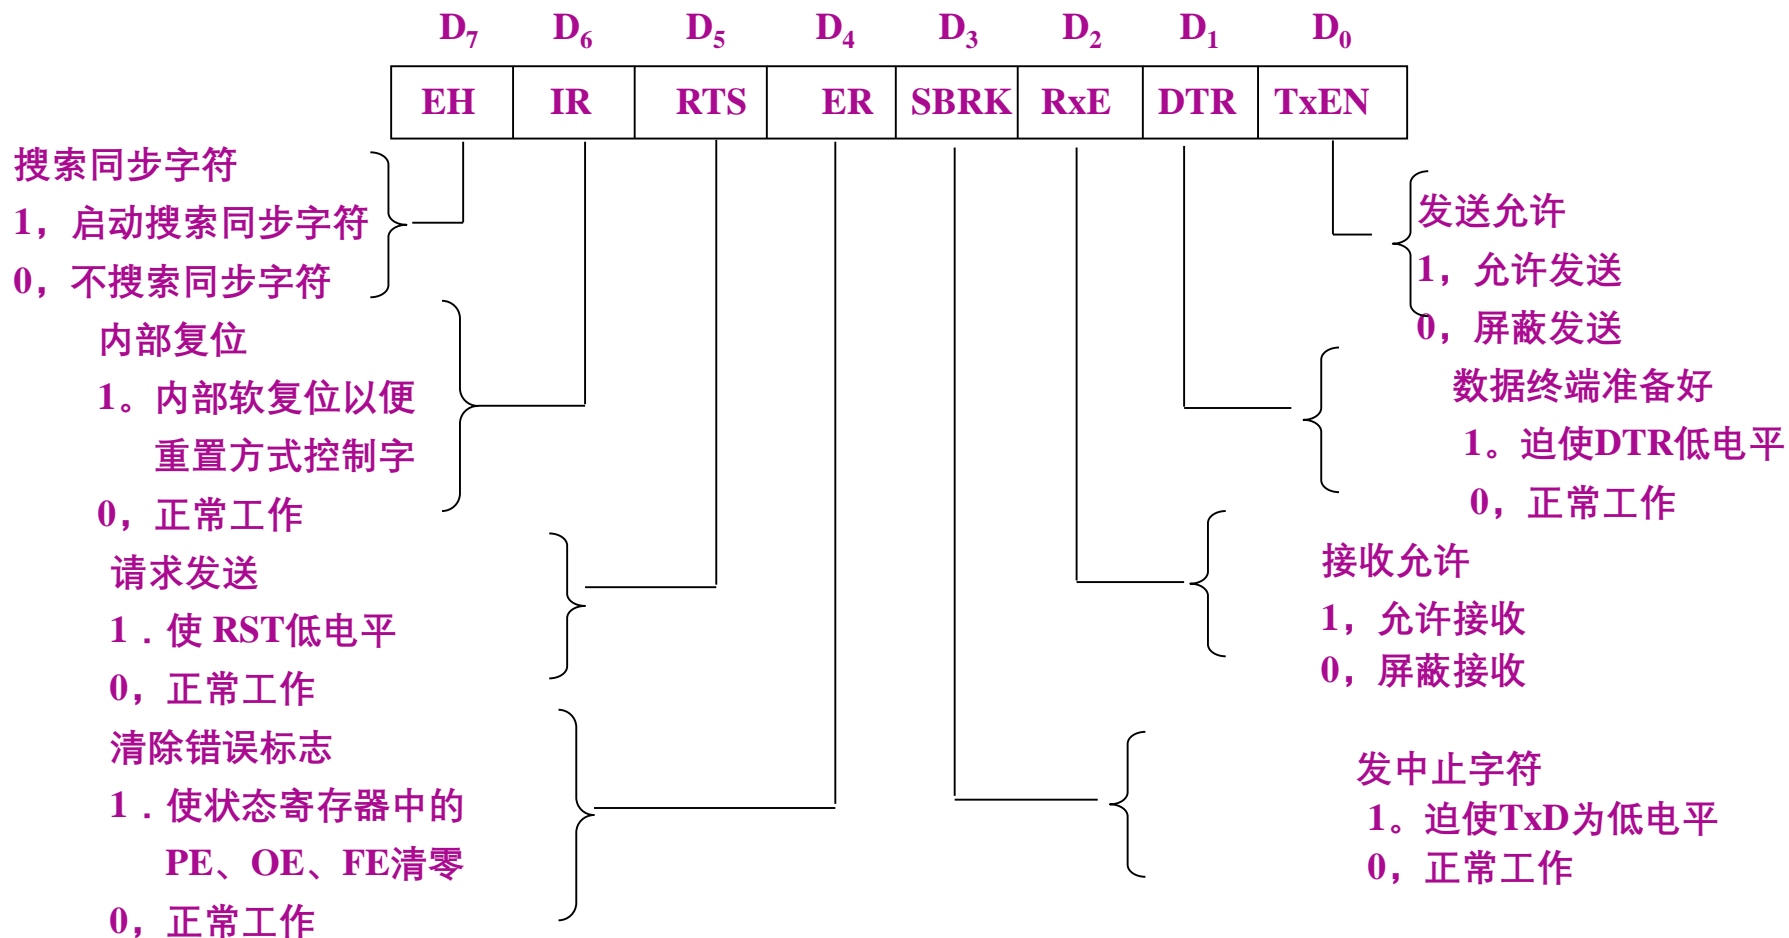 D7 D6 D5 D4 D3 D2 D1 D0
EH IR RTS ER SBRK RxE DTR TxEN
搜索同步字符
1，启动搜索同步字符
0，不搜索同步字符
内部复位
1。内部软复位以便
重置方式控制字
0，正常工作
请求发送
1．使 RST低电平
0，正常工作
清除错误标志
1．使状态寄存器中的
PE、OE、FE清零
0，正常工作
发送允许
1，允许发送
0，屏蔽发送
数据终端准备好
1。迫使DTR低电平
0，正常工作
接收允许
1，允许接收
0，屏蔽接收
发中止字符
1。迫使TxD为低电平
0，正常工作